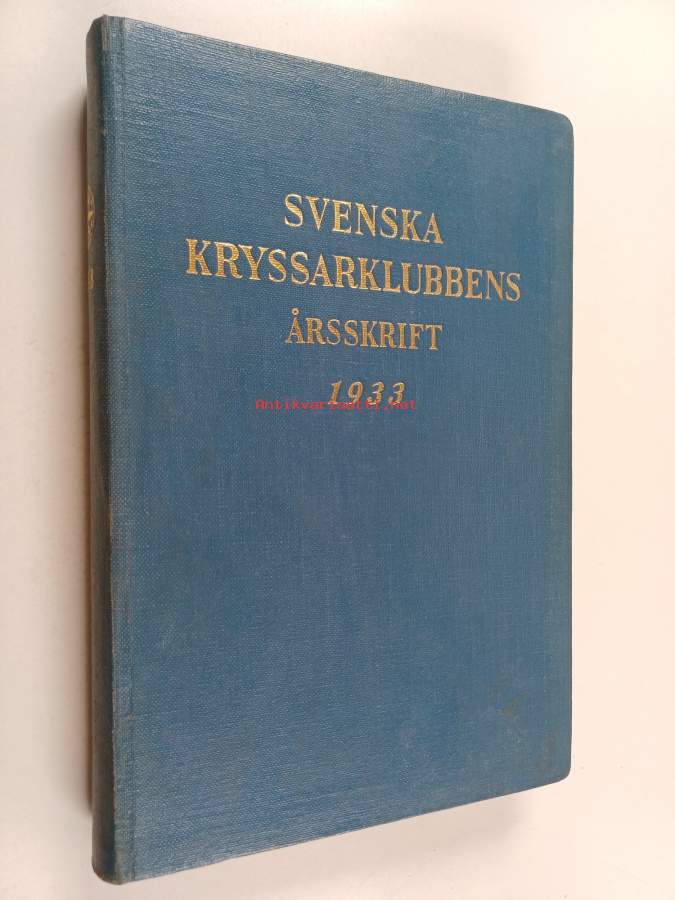 SVENSKA
KRYSSARKLUBBENS
ÅRSSKRIFT
1933
Antikvariaatti.net